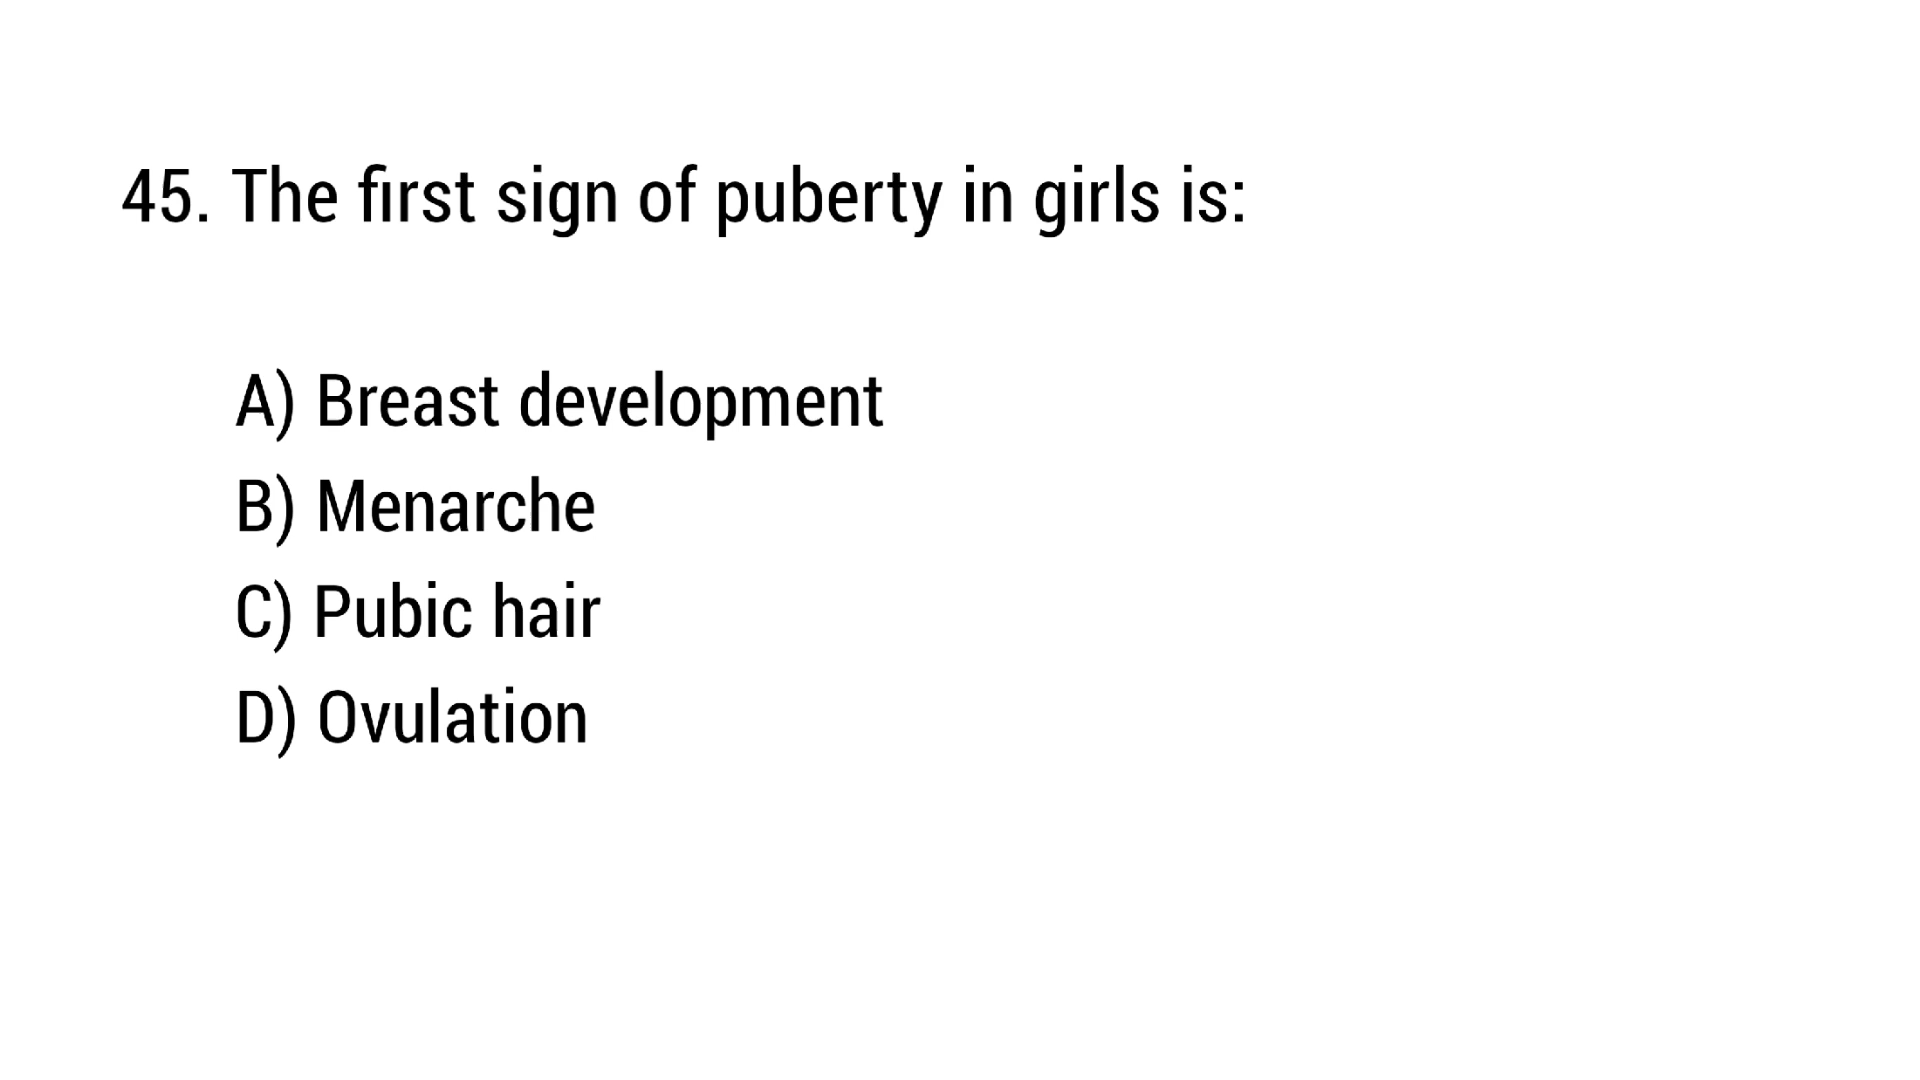 45. The first sign of puberty in girls is:
A) Breast development
B) Menarche
C) Pubic hair
D) Ovulation